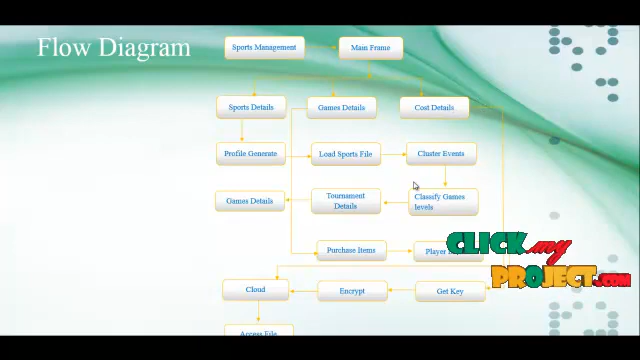 Flow Diagram
Sports Management
Main Frame
Sports Details
Games Details
Cost Details
Profile Generate
Load Sports File
Cluster Events
Games Details
Tournament
Details
Classify Games
levels
Purchase Items
Player
CLICK my
PROJECT.COM
Cloud
Encrypt
Get Key
Access File